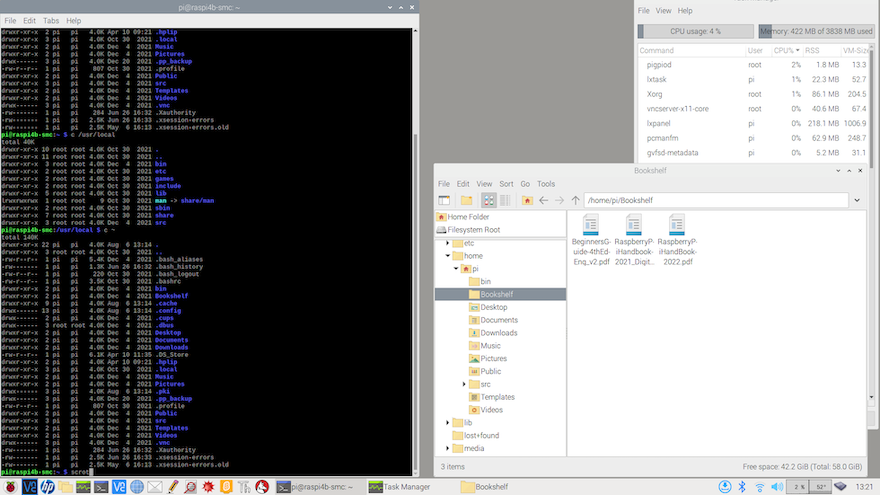 pi@raspi4b-smc: ~
File Edit Tabs Help
drwxr-xr-x 2 pi pi 4.0K Apr 10 09:21 .hplip
drwxr-xr-x 3 pi pi 4.0K Oct 30 2021 .local
drwxr-xr-x 2 pi pi 4.0K Dec 4 2021 Music
drwxr-xr-x 2 pi pi 4.0K Dec 4 2021 Pictures
drwx------ 3 pi pi 4.0K Dec 20 2021 .pp_backup
-rw-r--r-- 1 pi pi 807 Oct 30 2021 .profile
drwxr-xr-x 2 pi pi 4.0K Dec 4 2021 Public
drwxr-xr-x 3 pi pi 4.0K Dec 4 2021 src
drwxr-xr-x 2 pi pi 4.0K Dec 4 2021 Templates
drwxr-xr-x 2 pi pi 4.0K Dec 4 2021 Videos
drwx------ 3 pi pi 4.0K Dec 4 2021 .vnc
-rw------- 1 pi pi 284 Jun 26 16:32 .Xauthority
-rw------- 1 pi pi 2.5K Jun 26 16:32 .xsession-errors
-rw------- 1 pi pi 2.5K May 6 16:13 .xsession-errors.old
pi@raspi4b-smc:~ $ c /usr/local
total 40K
drwxr-xr-x 10 root root 4.0K Oct 30 2021 .
drwxr-xr-x 11 root root 4.0K Oct 30 2021 ..
drwxr-xr-x 3 root root 4.0K Dec 4 2021 bin
drwxr-xr-x 2 root root 4.0K Oct 30 2021 etc
drwxr-xr-x 2 root root 4.0K Oct 30 2021 games
drwxr-xr-x 2 root root 4.0K Oct 30 2021 include
drwxr-xr-x 4 root root 4.0K Oct 30 2021 lib
lrwxrwxrwx 1 root root 9 Oct 30 2021 man -> share/man
drwxr-xr-x 2 root root 4.0K Oct 30 2021 sbin
drwxr-xr-x 7 root root 4.0K Oct 30 2021 share
drwxr-xr-x 3 root root 4.0K Dec 4 2021 src
pi@raspi4b-smc:/usr/local $ c ~
total 140K
drwxr-xr-x 22 pi pi 4.0K Aug 6 13:14 .
drwxr-xr-x 3 root root 4.0K Oct 30 2021 ..
-rw-r--r-- 1 pi pi 5.4K Dec 4 2021 .bash_aliases
-rw------- 1 pi pi 1.3K Jun 26 16:32 .bash_history
-rw-r--r-- 1 pi pi 220 Oct 30 2021 .bash_logout
-rw-r--r-- 1 pi pi 3.5K Oct 30 2021 .bashrc
drwxr-xr-x 2 pi pi 4.0K Dec 4 2021 bin
drwxr-xr-x 2 pi pi 4.0K Dec 4 2021 Bookshelf
drwxr-xr-x 9 pi pi 4.0K Aug 6 13:14 .cache
drwx------ 13 pi pi 4.0K Aug 6 13:14 .config
drwx------ 2 pi pi 4.0K Dec 4 2021 .cups
drwx------ 3 root root 4.0K Dec 4 2021 .dbus
drwxr-xr-x 2 pi pi 4.0K Dec 4 2021 Desktop
drwxr-xr-x 2 pi pi 4.0K Dec 4 2021 Documents
drwxr-xr-x 2 pi pi 4.0K Dec 4 2021 Downloads
-rw-r--r-- 1 pi pi 6.1K Apr 10 11:35 .DS_Store
drwxr-xr-x 2 pi pi 4.0K Apr 10 09:21 .hplip
drwxr-xr-x 3 pi pi 4.0K Oct 30 2021 .local
drwxr-xr-x 2 pi pi 4.0K Dec 4 2021 Music
drwxr-xr-x 2 pi pi 4.0K Dec 4 2021 Pictures
drwx------ 3 pi pi 4.0K Aug 6 13:14 .pki
drwx------ 3 pi pi 4.0K Dec 20 2021 .pp_backup
-rw-r--r-- 1 pi pi 807 Oct 30 2021 .profile
drwxr-xr-x 2 pi pi 4.0K Dec 4 2021 Public
drwxr-xr-x 3 pi pi 4.0K Dec 4 2021 src
drwxr-xr-x 2 pi pi 4.0K Dec 4 2021 Templates
drwxr-xr-x 2 pi pi 4.0K Dec 4 2021 Videos
drwx------ 3 pi pi 4.0K Dec 4 2021 .vnc
-rw------- 1 pi pi 284 Jun 26 16:32 .Xauthority
-rw------- 1 pi pi 2.5K Jun 26 16:32 .xsession-errors
-rw------- 1 pi pi 2.5K May 6 16:13 .xsession-errors.old
pi@raspi4b-smc:~ $ scrot
File View Help
CPU usage: 4 % Memory: 422 MB of 3838 MB used
Command User CPU% RSS VM-Size
pigpiod root 2% 1.8 MB 13.3
lxtask pi 1% 22.3 MB 52.7
Xorg root 1% 86.1 MB 204.5
vncserver-x11-core root 0% 40.6 MB 67.4
lxpanel pi 0% 218.1 MB 1006.9
pcmanfm pi 0% 62.9 MB 248.7
gvfsd-metadata pi 0% 5.2 MB 31.1
Bookshelf
File Edit View Sort Go Tools
/home/pi/Bookshelf
Home Folder
Filesystem Root
etc
home
pi
bin
Bookshelf
Desktop
Documents
Downloads
Music
Pictures
Public
src
Templates
Videos
lib
lost+found
media
BeginnersG-
uide-4thEd-
Eng_v2.pdf
RaspberryP-
iHandbook-
2021_Digit...
RaspberryP-
iHandBook-
2022.pdf
3 items Free space: 42.2 GiB (Total: 58.0 GiB)
pi@raspi4b-smc: ~
Task Manager
Bookshelf
2 %
52°
13:21